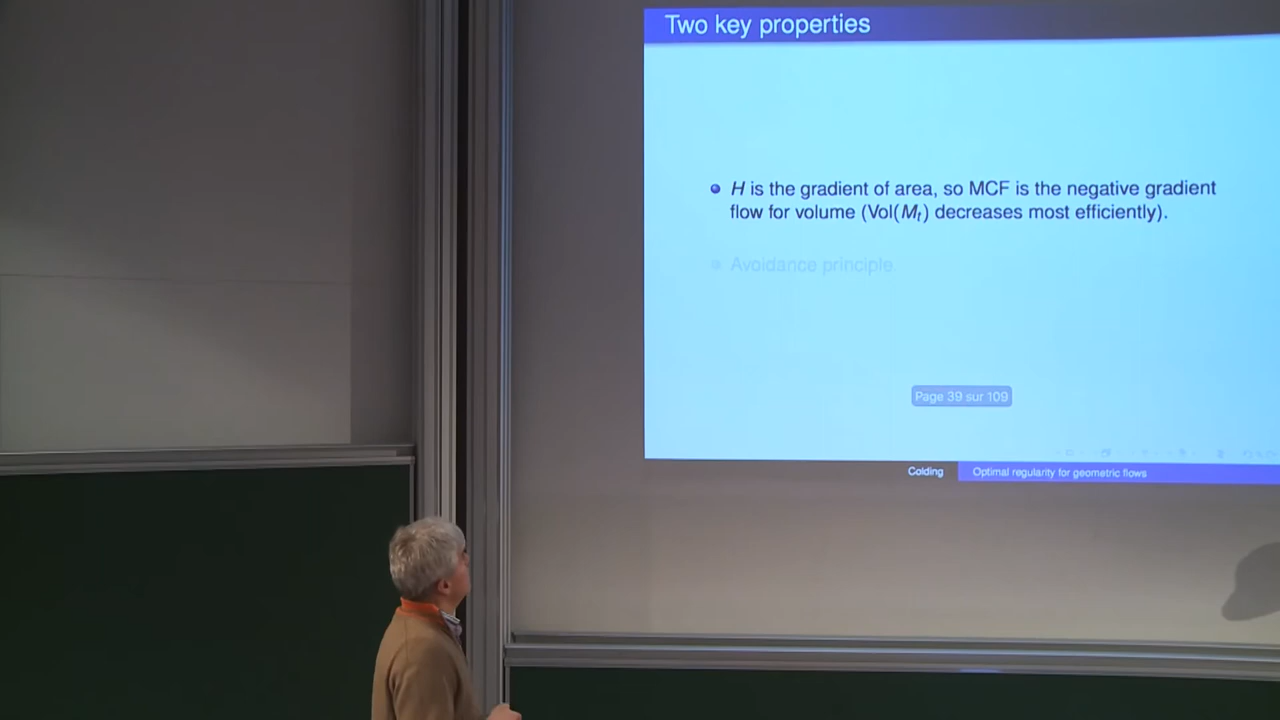 Two key properties
H is the gradient of area, so MCF is the negative gradient
flow for volume (Vol(Mt) decreases most efficiently).
Avoidance principle.
Page 39 sur 109
Colding
Optimal regularity for geometric flows